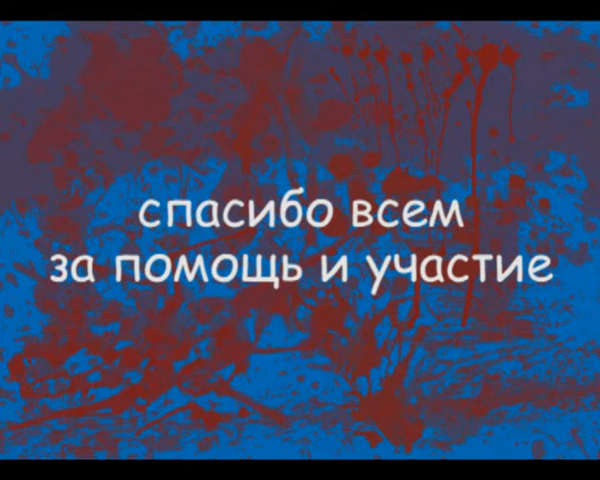 спасибо всем
за помощь и участие